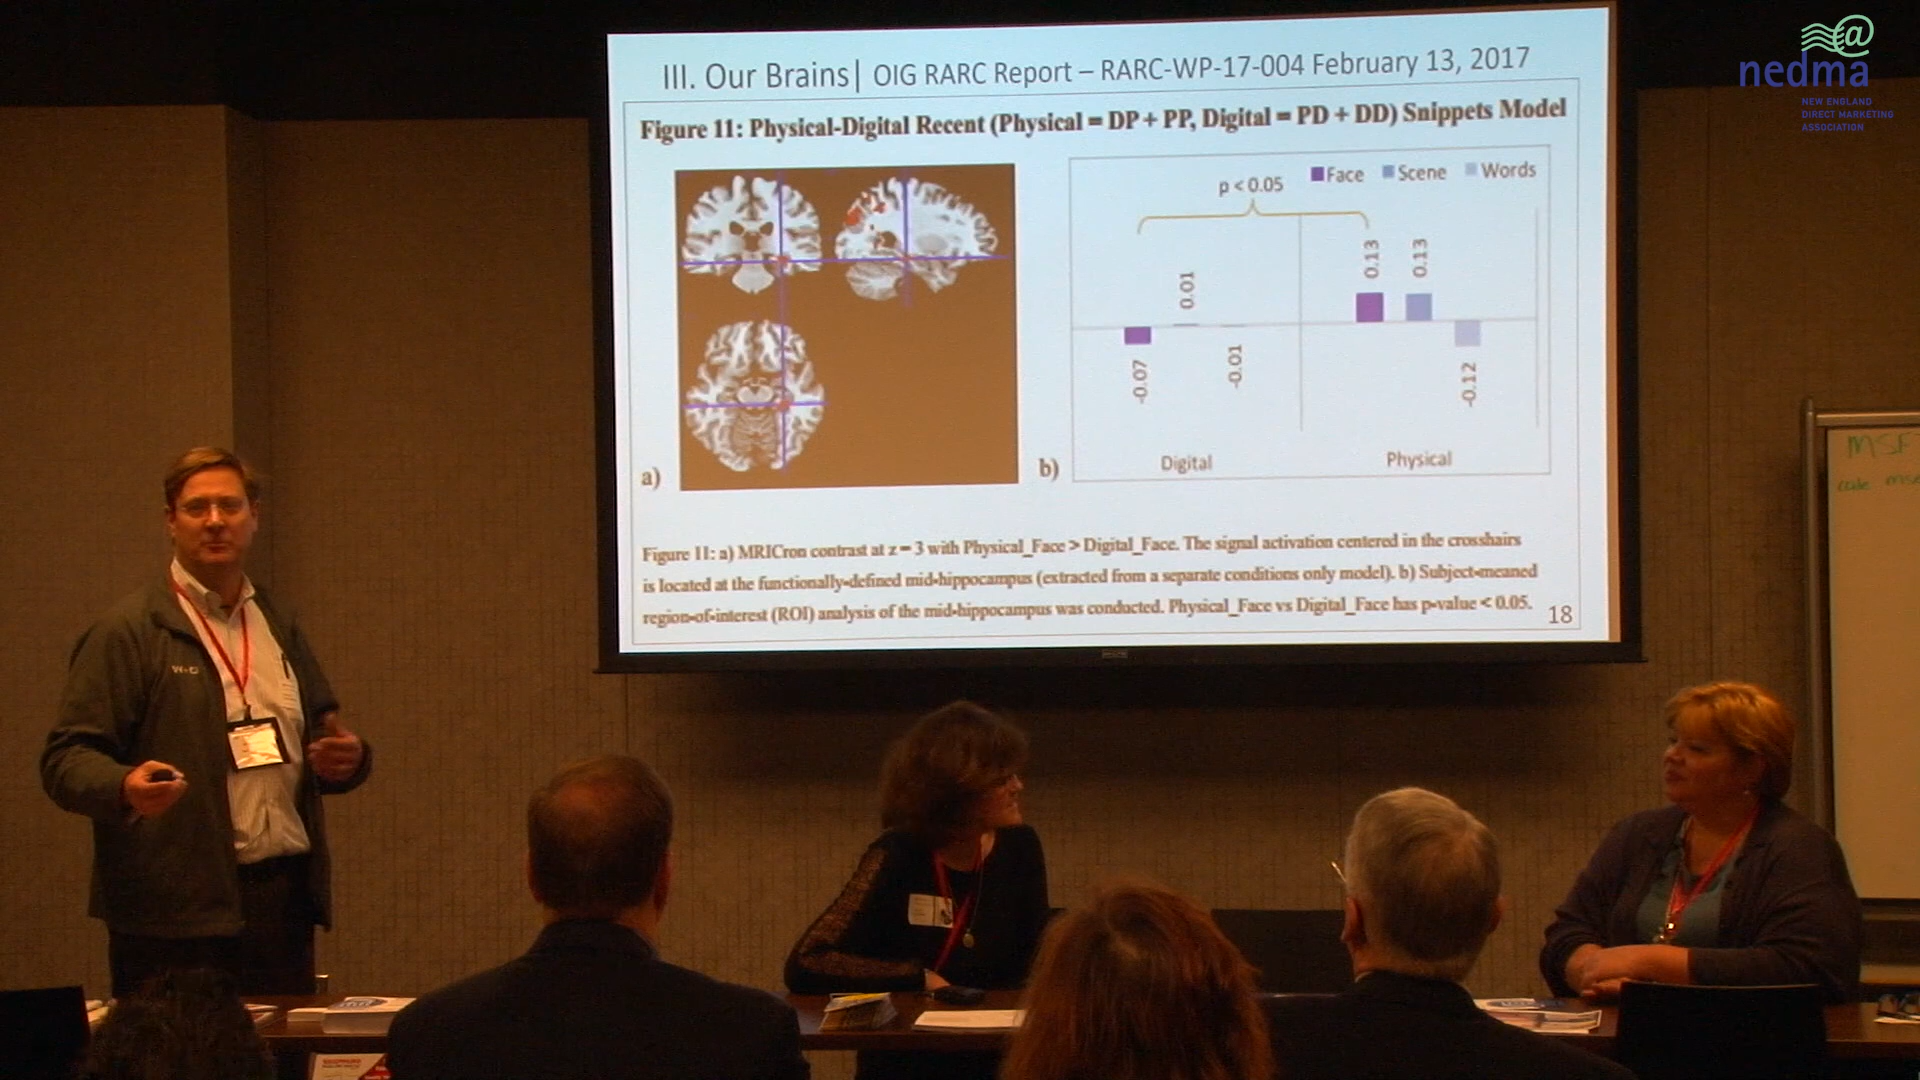 III. Our Brains| OIG RARC Report – RARC-WP-17-004 February 13, 2017
Figure 11: Physical-Digital Recent (Physical = DP + PP, Digital = PD + DD) Snippets Model
p < 0.05
Face Scene Words
0.13
0.13
0.01
-0.07
-0.01
-0.12
Digital
Physical
a)
b)
Figure 11: a) MRICron contrast at z = 3 with Physical_Face > Digital_Face. The signal activation centered in the crosshairs
is located at the functionally-defined mid-hippocampus (extracted from a separate conditions only model). b) Subject-meaned
region-of-interest (ROI) analysis of the mid-hippocampus was conducted. Physical_Face vs Digital_Face has p-value < 0.05.
18
@
nedma
NEW ENGLAND
DIRECT MARKETING
ASSOCIATION